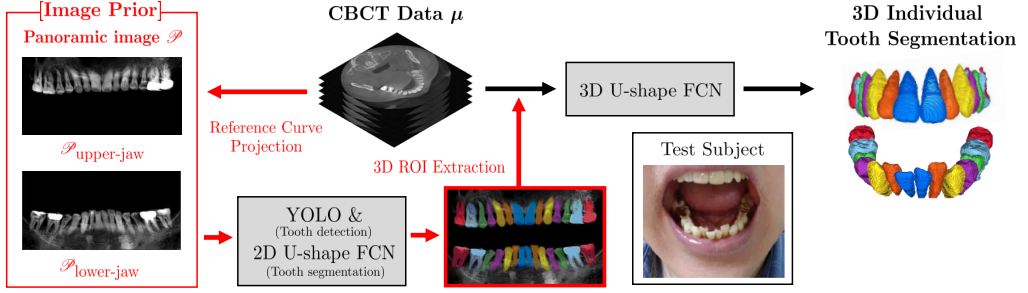 [Image Prior]
Panoramic image 𝒫
𝒫upper-jaw
𝒫lower-jaw
CBCT Data μ
Reference Curve
Projection
3D ROI Extraction
YOLO &
(Tooth detection)
2D U-shape FCN
(Tooth segmentation)
3D U-shape FCN
Test Subject
3D Individual
Tooth Segmentation